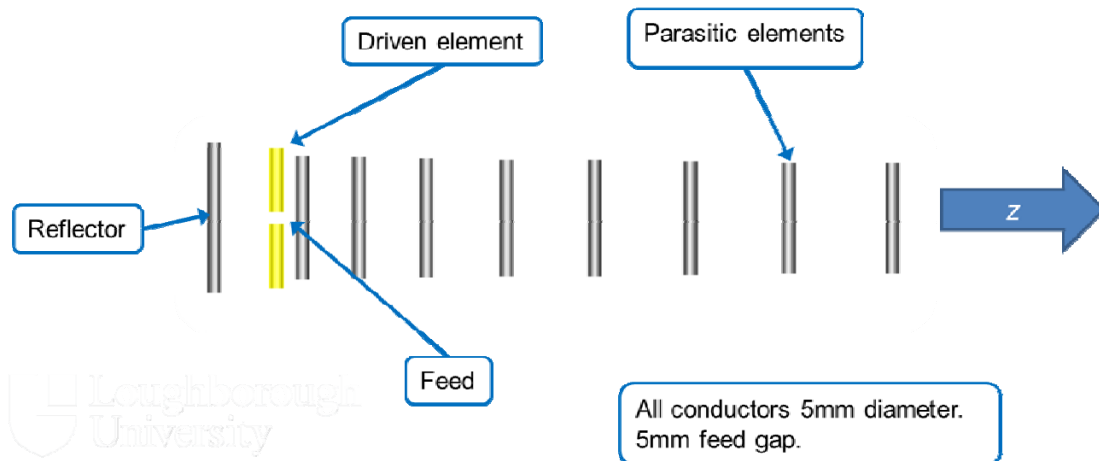 Driven element
Parasitic elements
Reflector
z
Feed
Loughborough
University
All conductors 5mm diameter.
5mm feed gap.